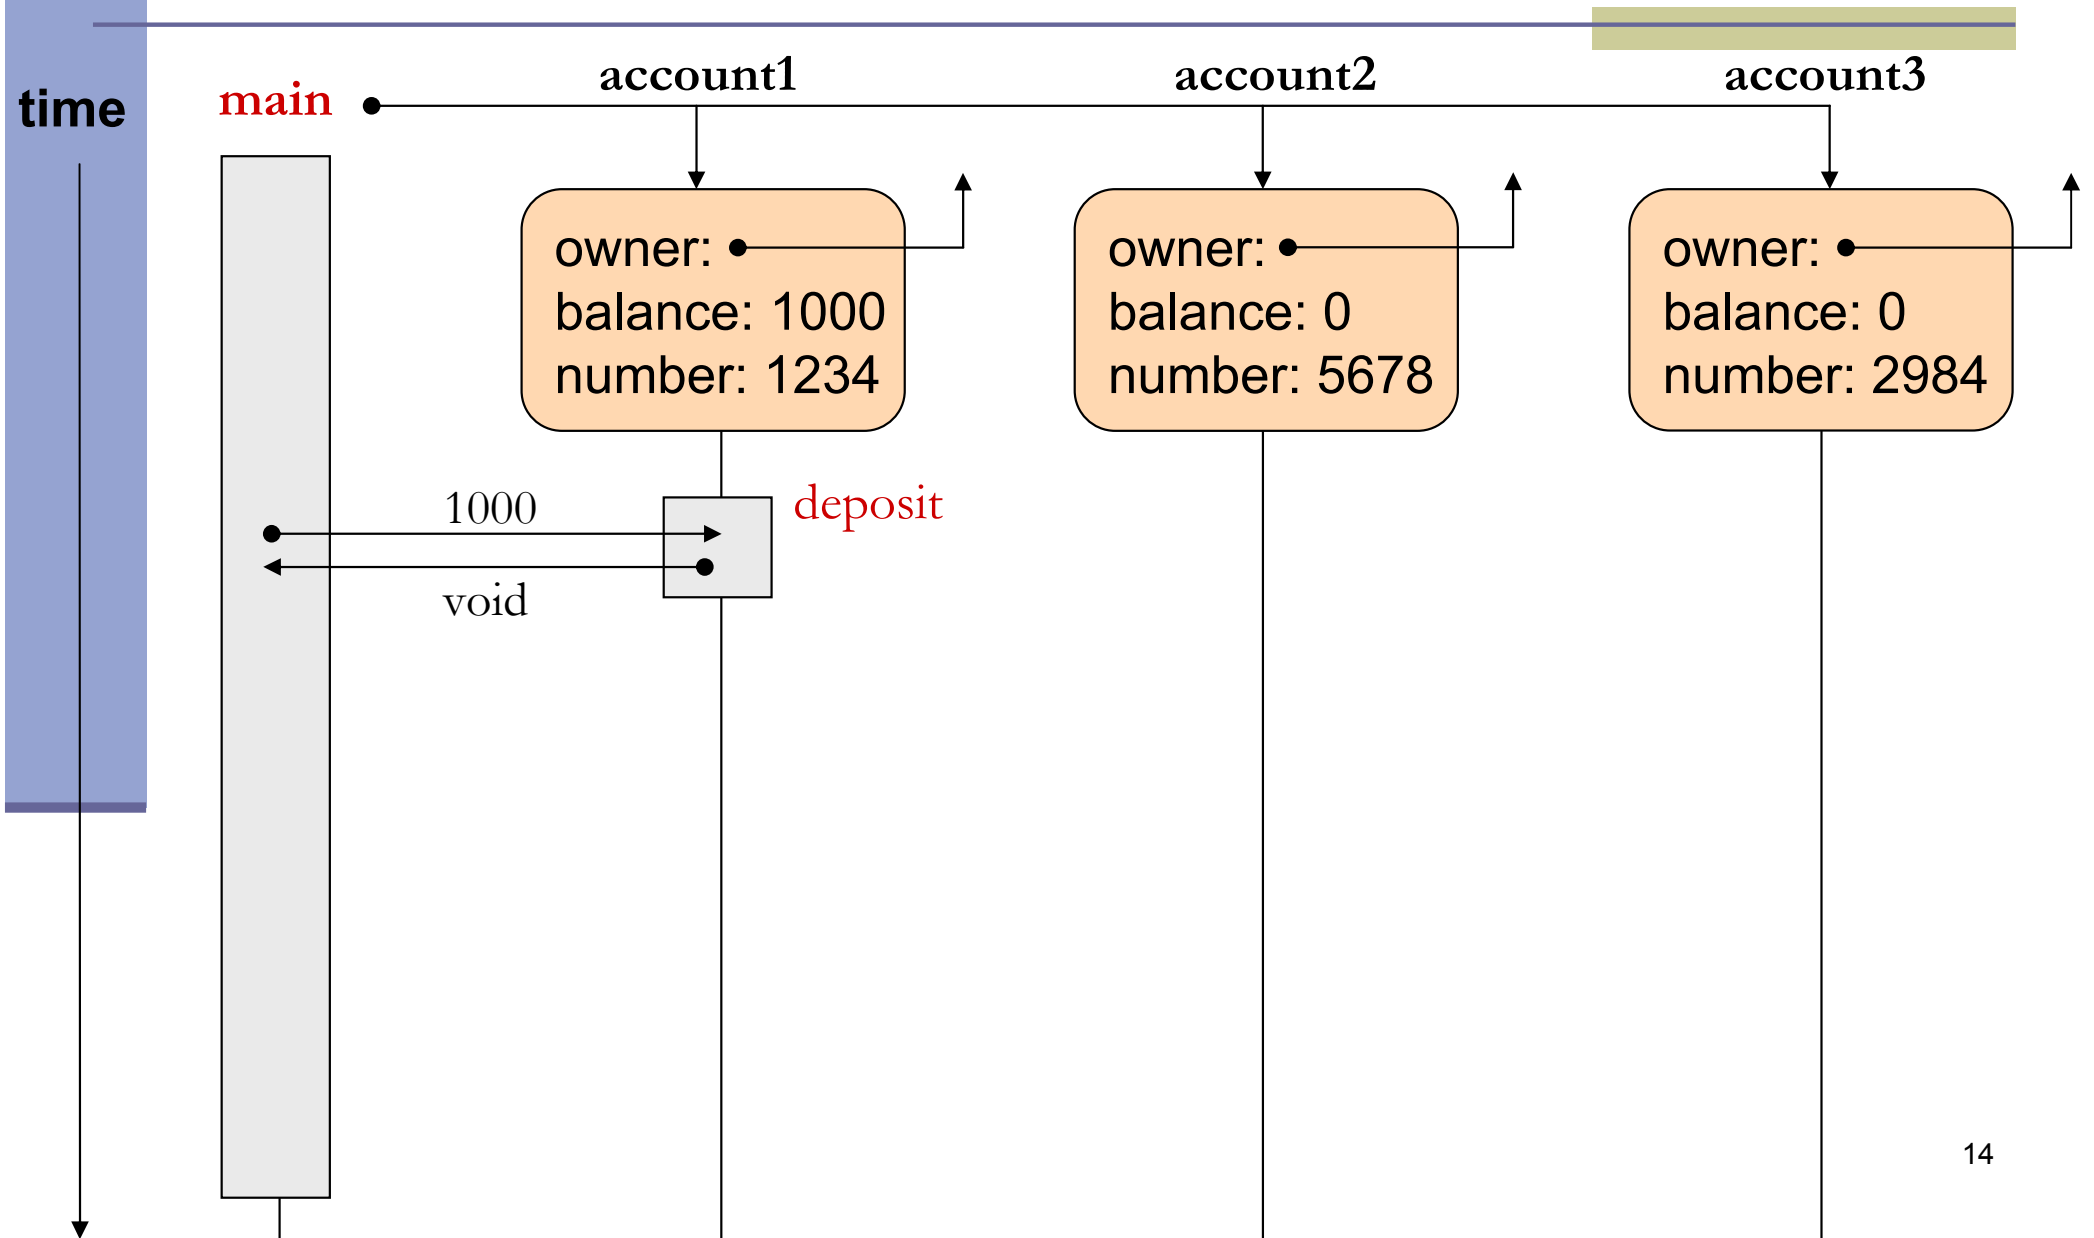 time
main
account1
account2
account3
owner:
balance: 1000
number: 1234
owner:
balance: 0
number: 5678
owner:
balance: 0
number: 2984
1000
deposit
void
14